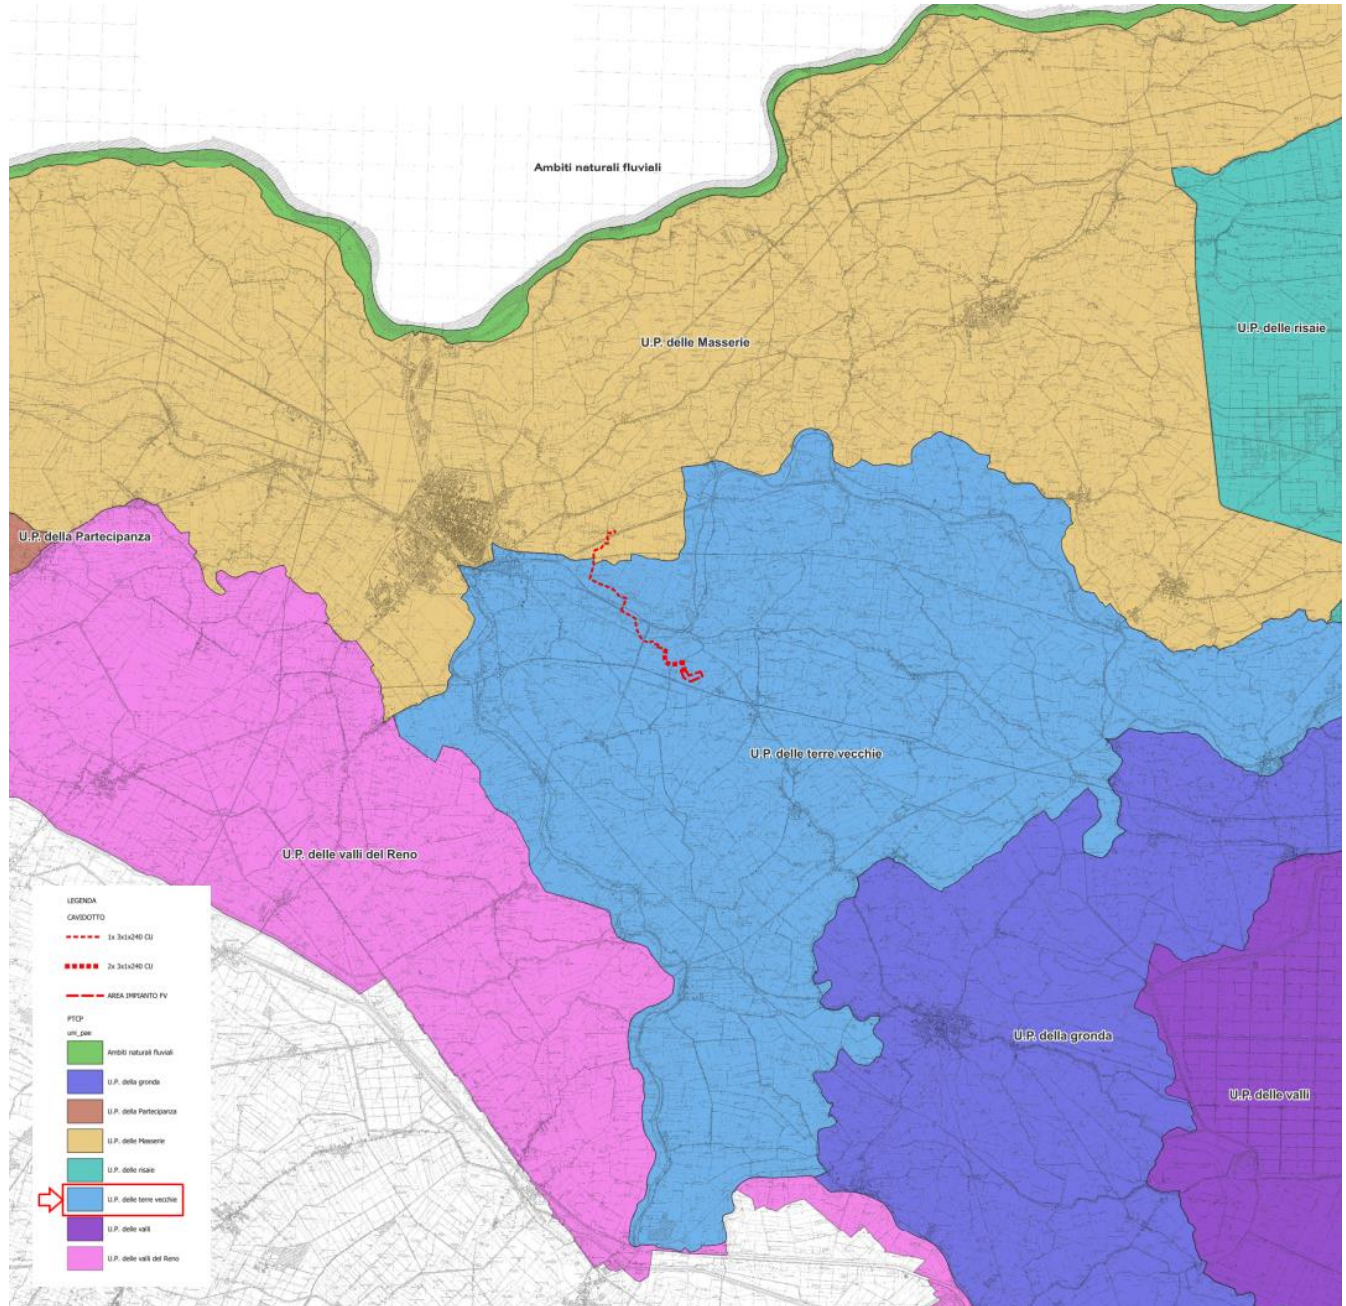 Ambiti naturali fluviali
U.P. delle risaie
U.P. delle Masserie
U.P. della Partecipanza
U.P. delle terre vecchie
U.P. delle valli del Reno
U.P. della gronda
U.P. delle valli
LEGENDA
CAVIDOTTO
1x 3x1x240 CU
2x 3x1x240 CU
AREA IMPIANTO FV
PTCP
uni_pae
Ambiti naturali fluviali
U.P. della gronda
U.P. della Partecipanza
U.P. delle Masserie
U.P. delle risaie
U.P. delle terre vecchie
U.P. delle valli
U.P. delle valli del Reno